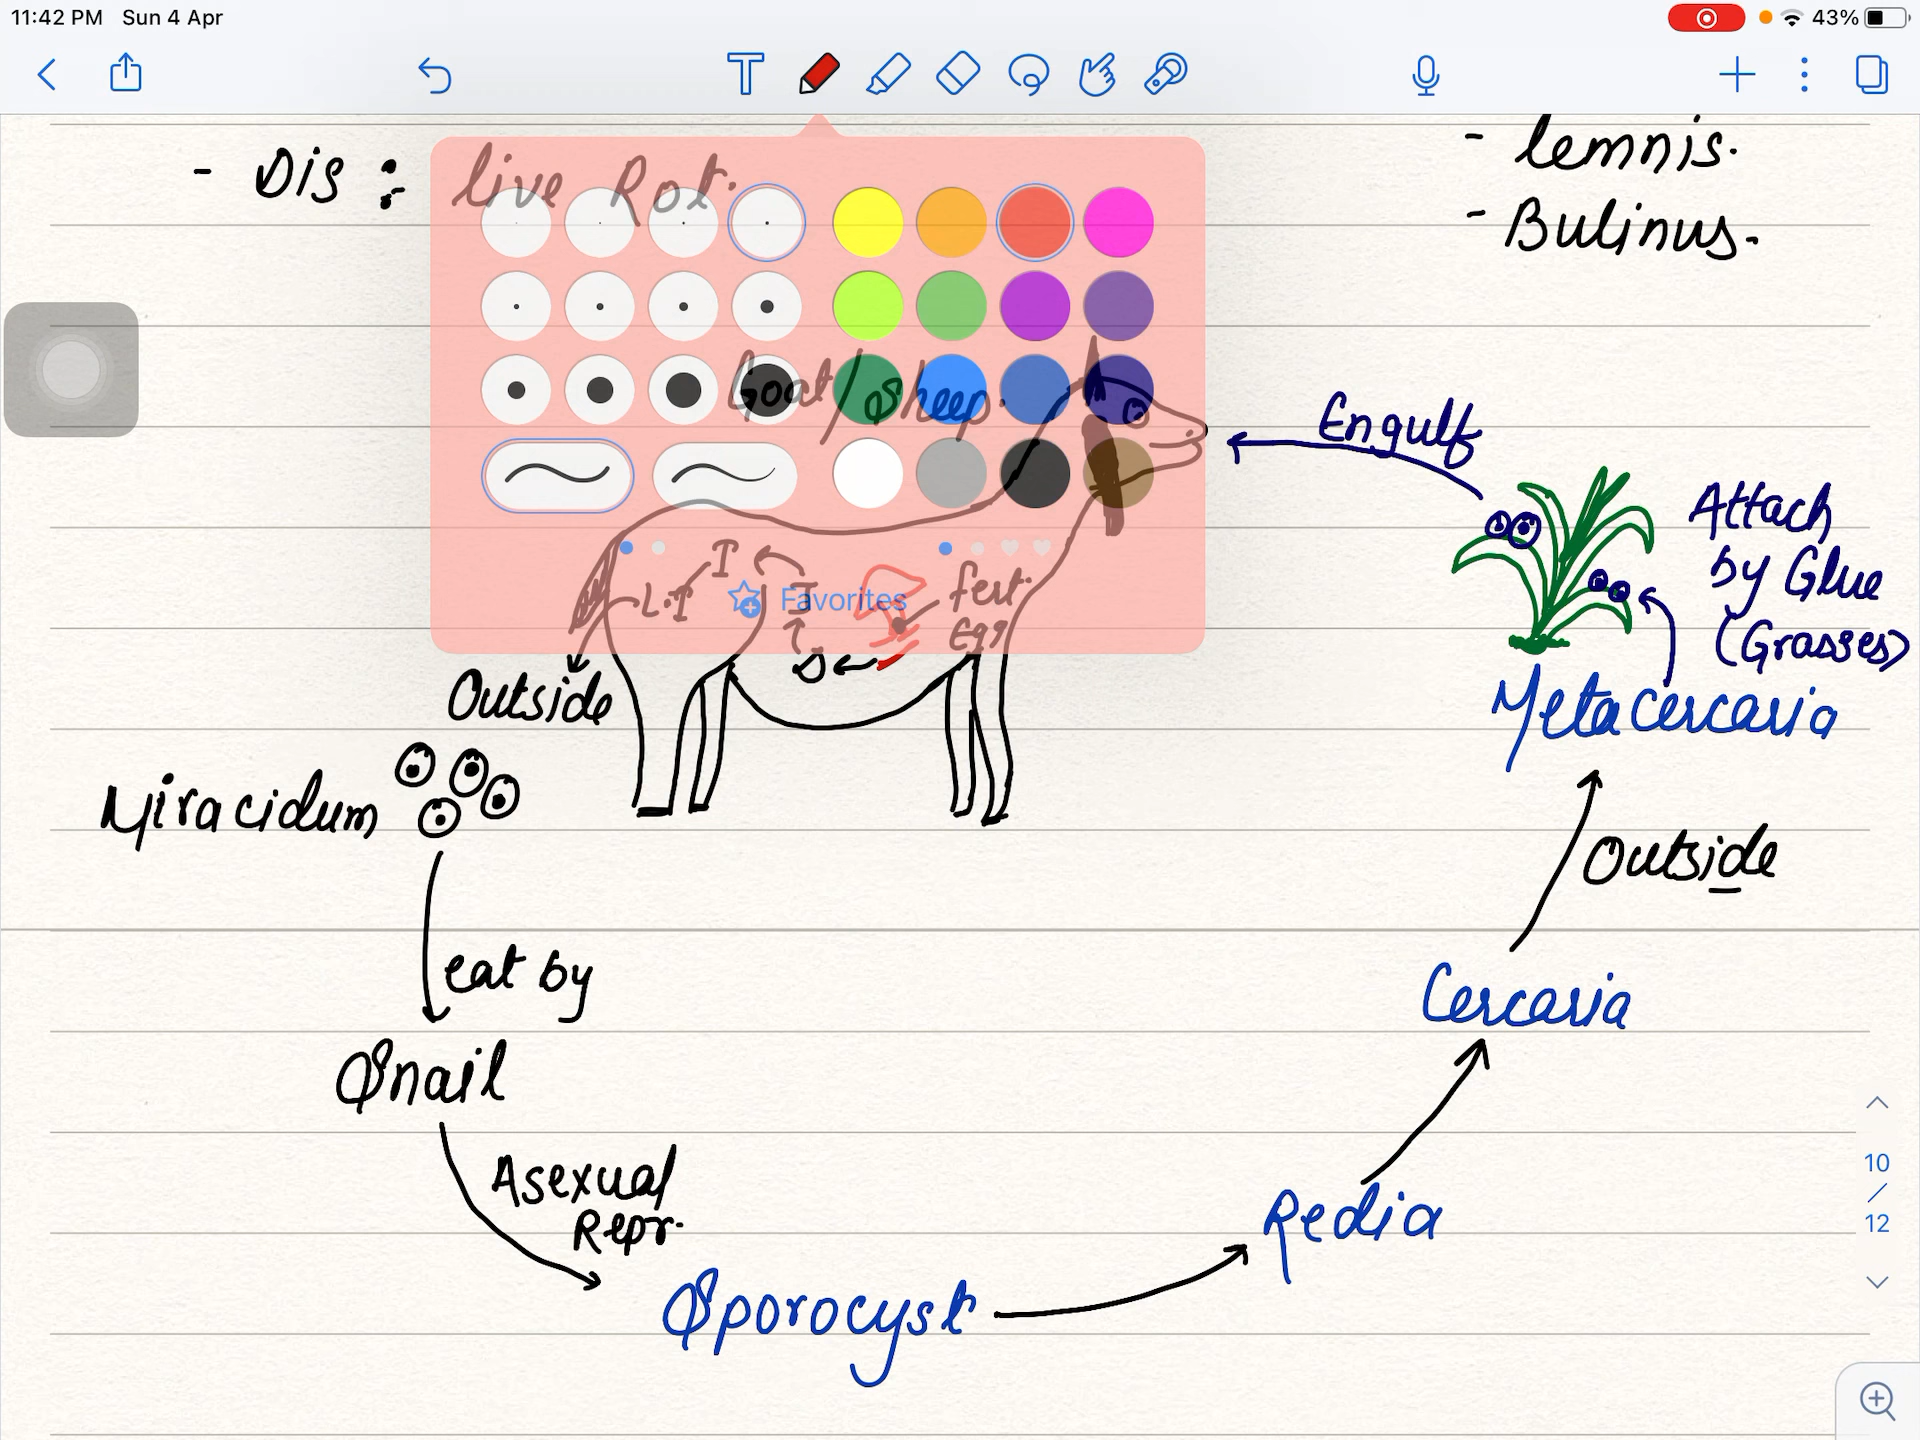 11:42 PM Sun 4 Apr
43%
T
- lemnis.
- Dis : live Rot.
- Bulinus.
Goat/sheep.
Engulf
Attach
by Glue
(Grasses)
I
L.I
Favorites
fert.
Egg
D
Outside
Metacercaria
Miracidum
Outside
eat by
Cercaria
Snail
Asexual
Repr.
Redia
Sporocyst
10
/
12